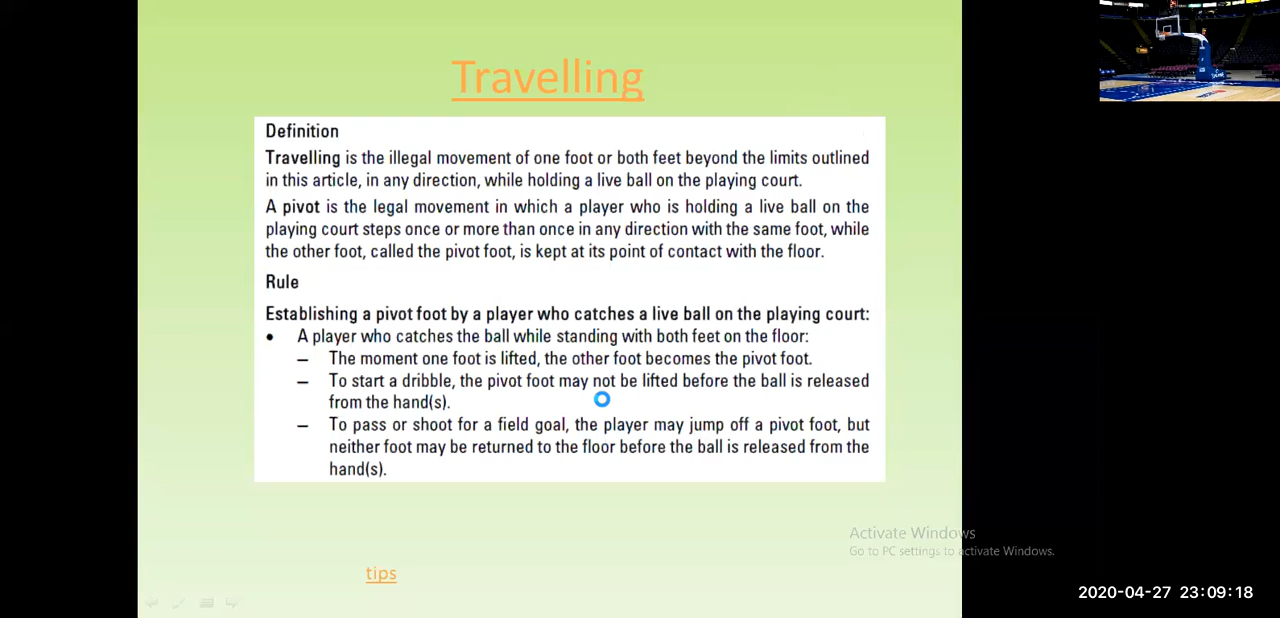 Travelling
Definition
Travelling is the illegal movement of one foot or both feet beyond the limits outlined
in this article, in any direction, while holding a live ball on the playing court.
A pivot is the legal movement in which a player who is holding a live ball on the
playing court steps once or more than once in any direction with the same foot, while
the other foot, called the pivot foot, is kept at its point of contact with the floor.
Rule
Establishing a pivot foot by a player who catches a live ball on the playing court:
• A player who catches the ball while standing with both feet on the floor:
– The moment one foot is lifted, the other foot becomes the pivot foot.
– To start a dribble, the pivot foot may not be lifted before the ball is released
from the hand(s).
– To pass or shoot for a field goal, the player may jump off a pivot foot, but
neither foot may be returned to the floor before the ball is released from the
hand(s).
Activate Windows
Go to PC settings to activate Windows.
tips
2020-04-27 23:09:18